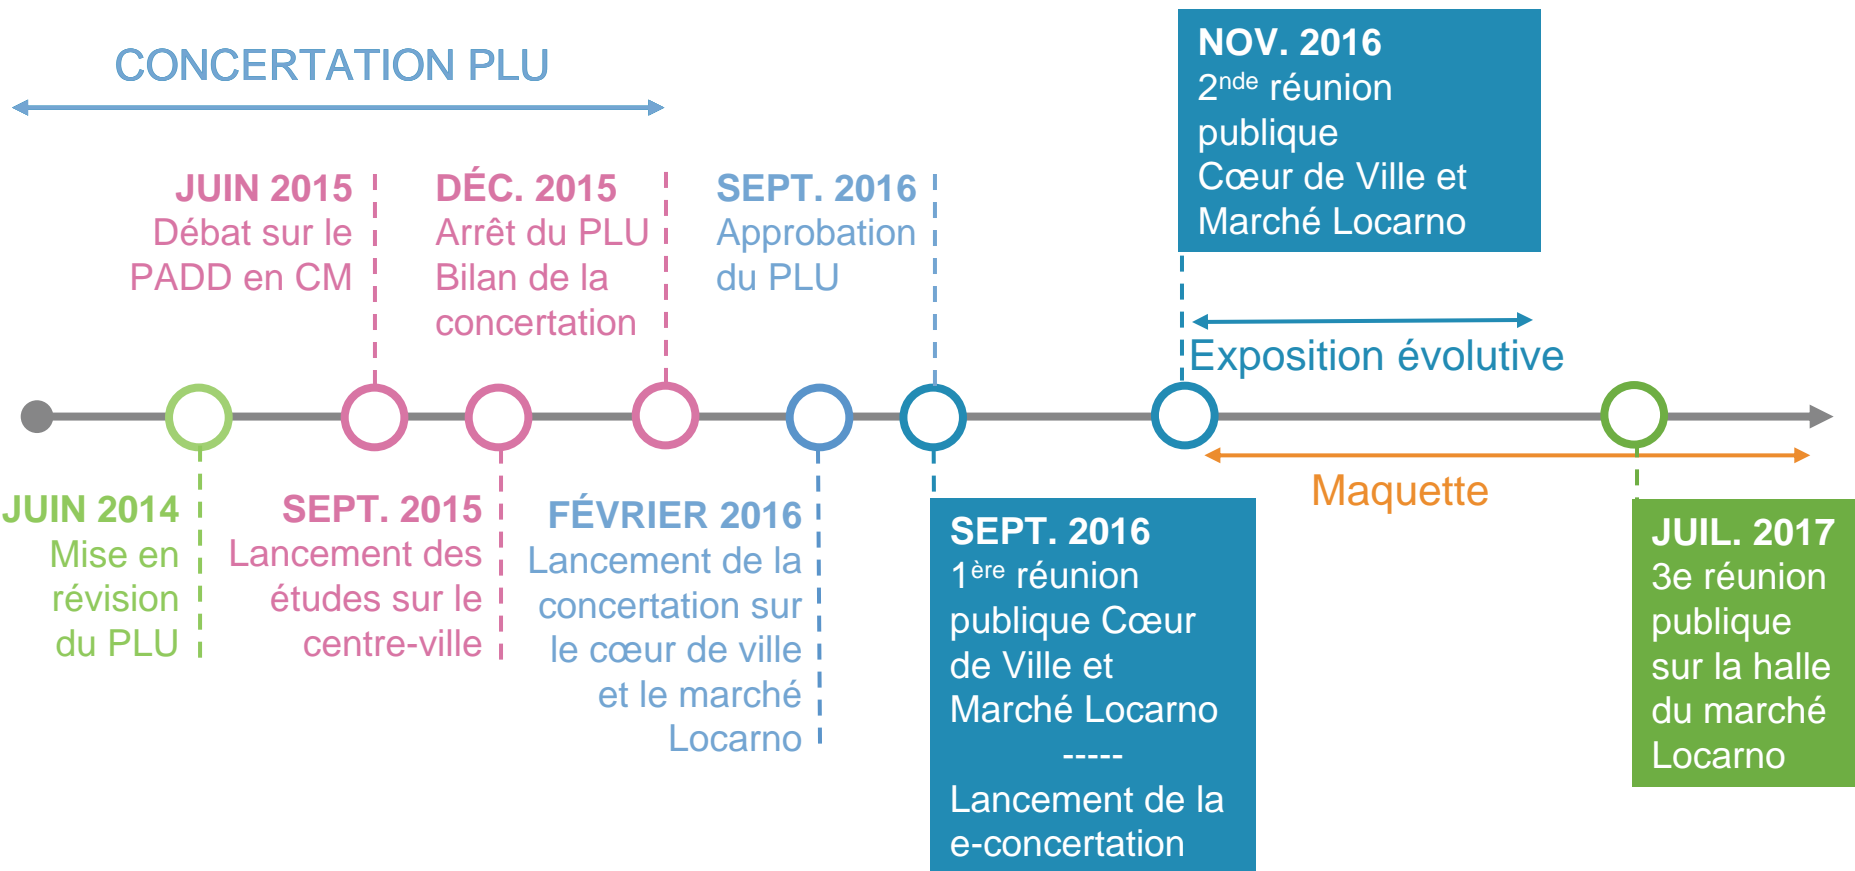 CONCERTATION PLU
NOV. 2016
2nde réunion
publique
Cœur de Ville et
Marché Locarno
JUIN 2015
Débat sur le
PADD en CM
DÉC. 2015
Arrêt du PLU
Bilan de la
concertation
SEPT. 2016
Approbation
du PLU
Exposition évolutive
Maquette
JUIN 2014
Mise en
révision
du PLU
SEPT. 2015
Lancement des
études sur le
centre-ville
FÉVRIER 2016
Lancement de la
concertation sur
le cœur de ville
et le marché
Locarno
SEPT. 2016
1ère réunion
publique Cœur
de Ville et
Marché Locarno
-----
Lancement de la
e-concertation
JUIL. 2017
3e réunion
publique
sur la halle
du marché
Locarno